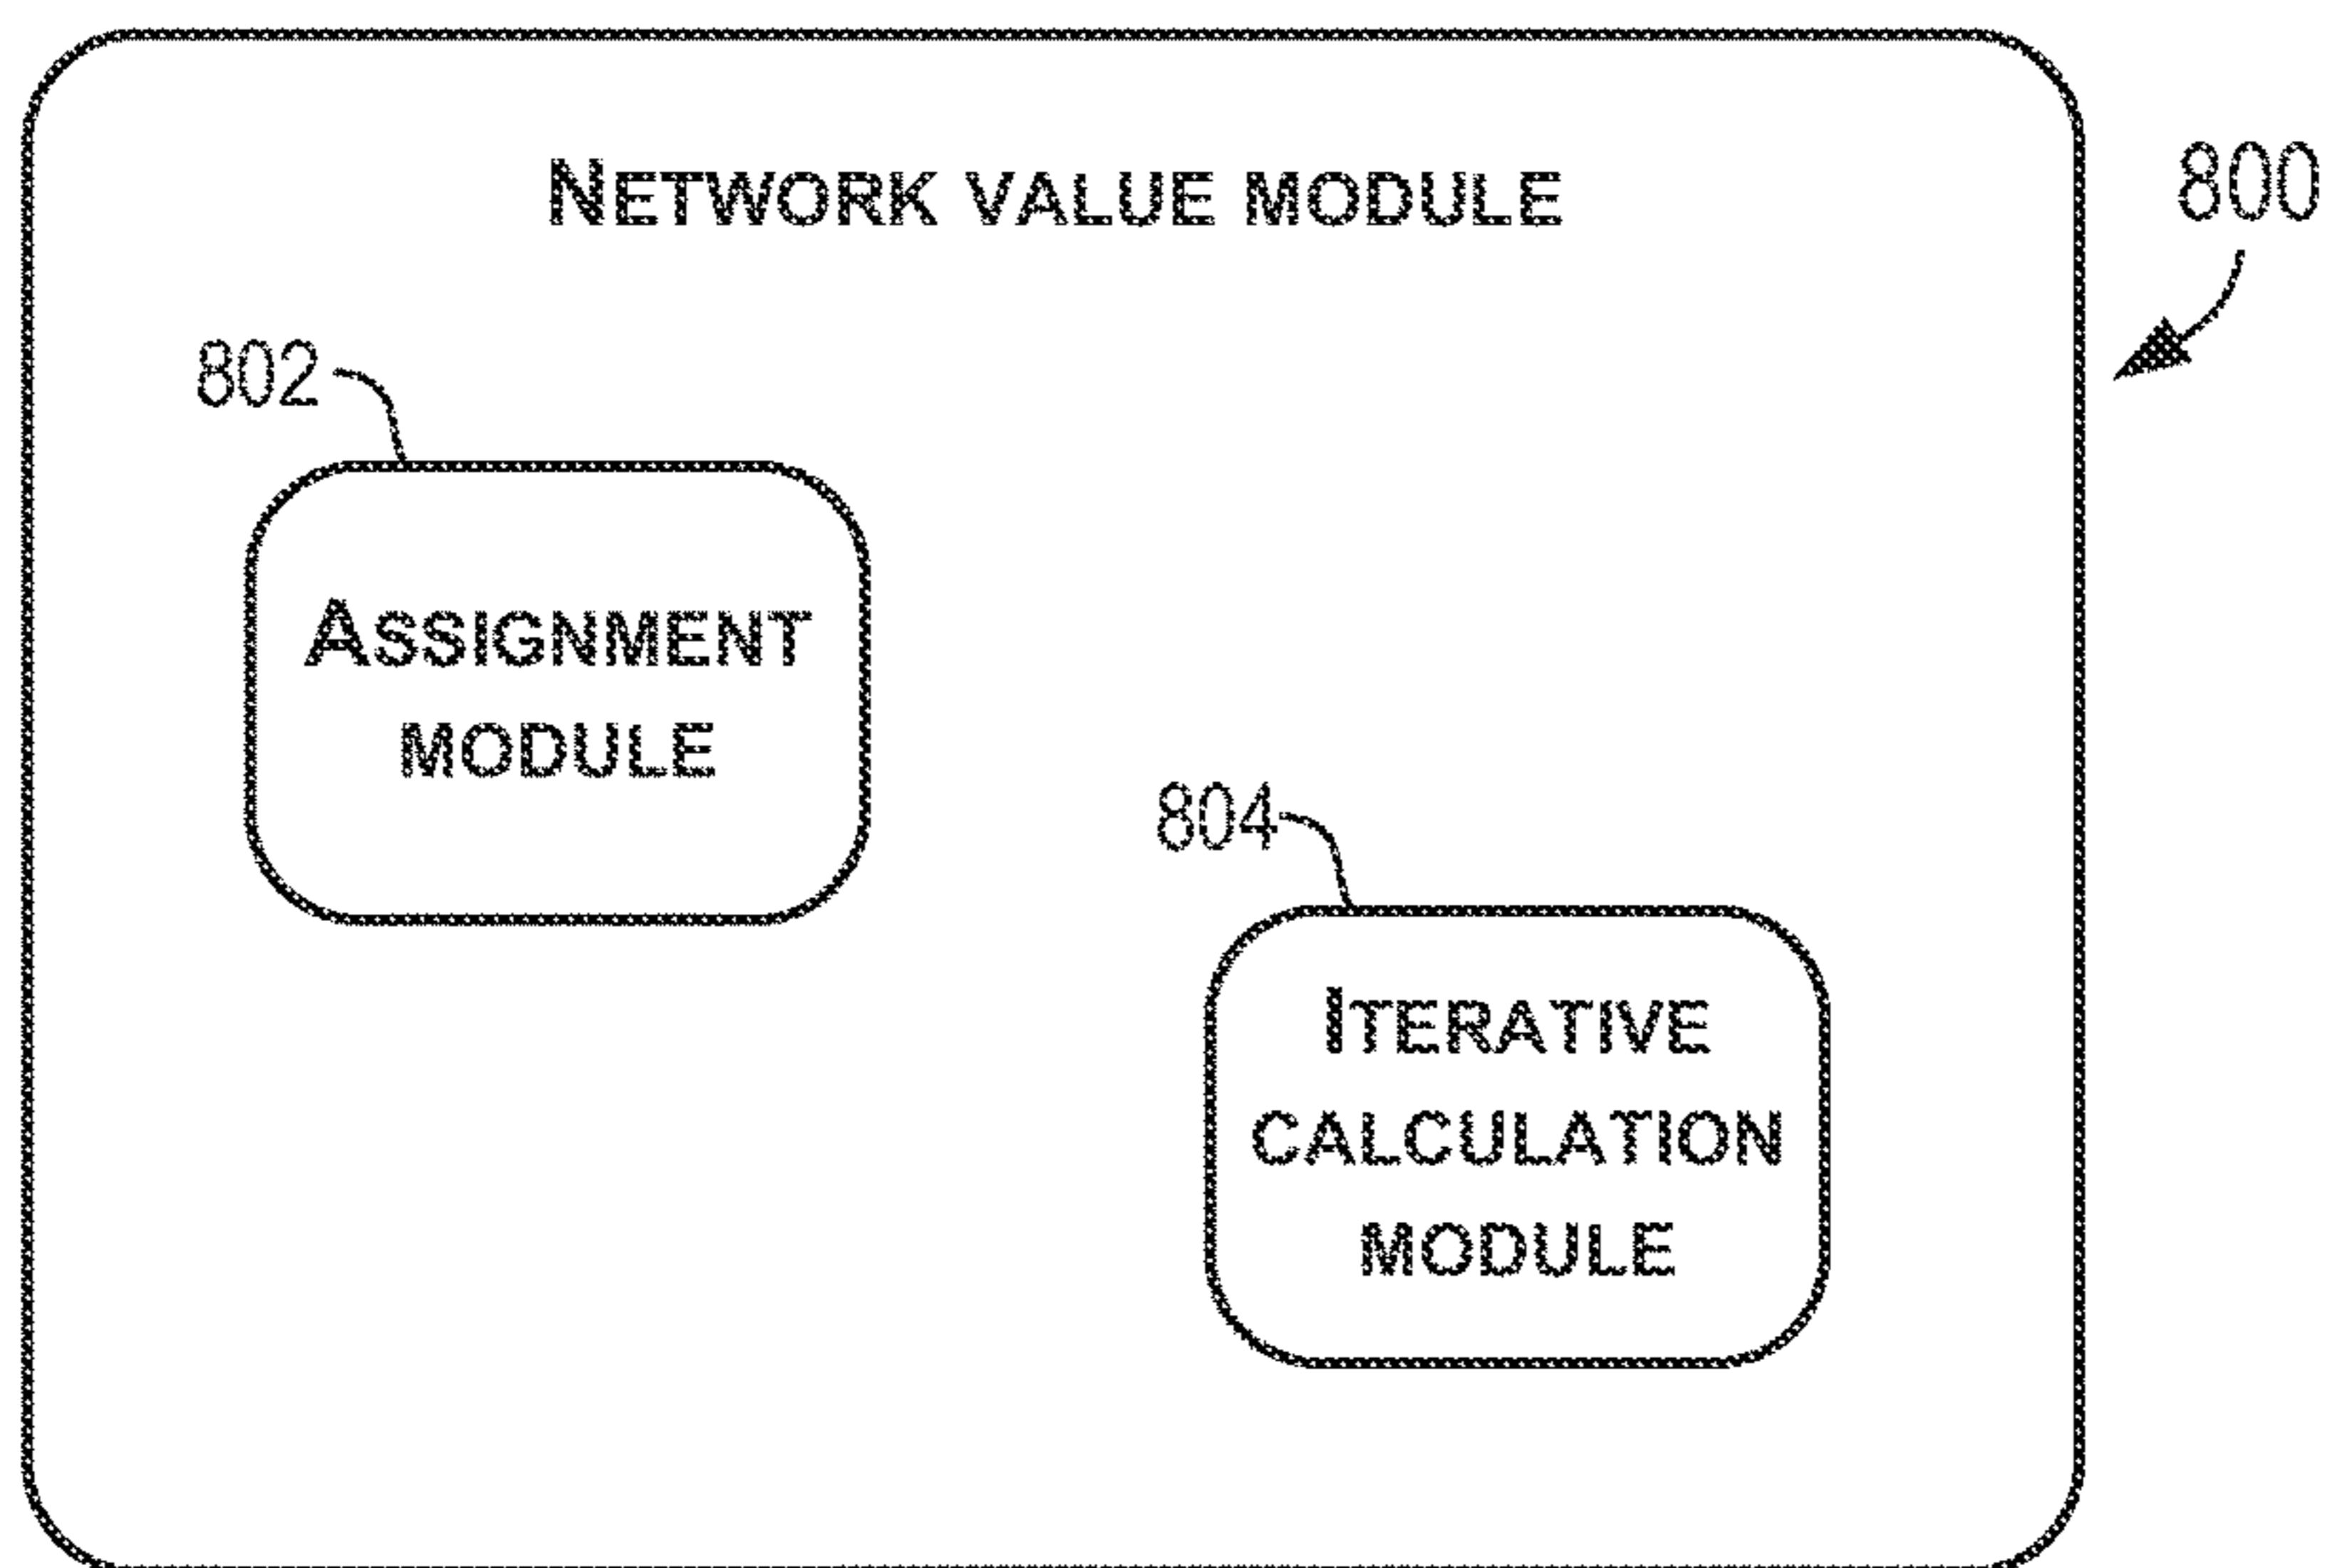 NETWORK VALUE MODULE
800
802
ASSIGNMENT
MODULE
804
ITERATIVE
CALCULATION
MODULE